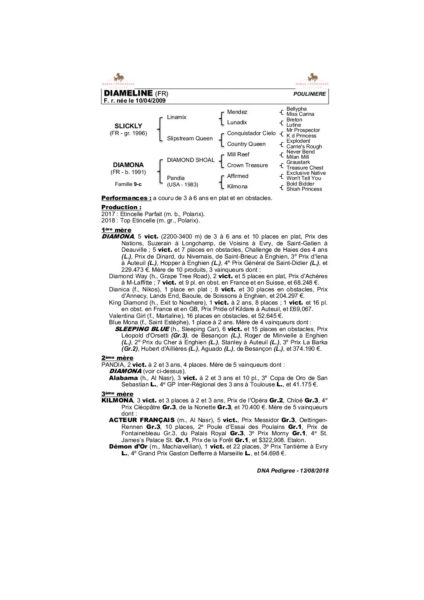 DIAMELINE (FR)
POULINIERE
F. r. née le 10/04/2009
SLICKLY
(FR - gr. 1996)
Linamix
Mendez
Bellypha
Miss Carina
Lunadix
Breton
Lutine
Slipstream Queen
Conquistador Cielo
Mr Prospector
K d Princess
Country Queen
Explodent
Carrie's Rough
DIAMONA
(FR - b. 1991)
Famille 9-c
DIAMOND SHOAL
Mill Reef
Never Bend
Milan Mill
Crown Treasure
Graustark
Treasure Chest
Pandia
(USA - 1983)
Affirmed
Exclusive Native
Won't Tell You
Kilmona
Bold Bidder
Shiah Princess
Performances : a couru de 3 à 6 ans en plat et en obstacles.
Production :
2017 : Etincelle Parfait (m. b., Polarix).
2018 : Top Etincelle (m. gr., Polarix).
1ère mère
DIAMONA, 5 vict. (2200-3400 m) de 3 à 6 ans et 10 places en plat, Prix des
Nations, Suzerain à Longchamp, de Voisins à Evry, de Saint-Galien à
Deauville ; 5 vict. et 7 places en obstacles, Challenge de Haies des 4 ans
(L.), Prix de Dinard, du Nivernais, de Saint-Brieuc à Enghien, 3e Prix d'Iena
à Auteuil (L.), Hopper à Enghien (L.), 4e Prix Général de Saint-Didier (L.), et
229.473 €. Mère de 10 produits, 3 vainqueurs dont :
Diamond Way (h., Grape Tree Road), 2 vict. et 5 places en plat, Prix d'Achères
à M-Laffitte ; 7 vict. et 9 pl. en obst. en France et en Suisse, et 68.248 €.
Dianica (f., Nikos), 1 place en plat ; 8 vict. et 30 places en obstacles, Prix
d'Annecy, Lands End, Baoule, de Soissons à Enghien, et 204.297 €.
King Diamond (h., Exit to Nowhere), 1 vict. à 2 ans, 8 places ; 1 vict. et 16 pl.
en obst. en France et en GB, Prix Pride of Kildare à Auteuil, et £69,067.
Valentina Girl (f., Martaline), 16 places en obstacles, et 52.645 €.
Blue Mona (f., Saint Estèphe), 1 place à 2 ans. Mère de 4 vainqueurs dont :
SLEEPING BLUE (h., Sleeping Car), 6 vict. et 15 places en obstacles, Prix
Léopold d'Orsetti (Gr.3), de Besançon (L.), Roger de Minvielle à Enghien
(L.), 2e Prix du Cher à Enghien (L.), Stanley à Auteuil (L.), 3e Prix La Barka
(Gr.2), Hubert d'Aillières (L.), Aguado (L.), de Besançon (L.), et 374.190 €.
2ème mère
PANDIA, 2 vict. à 2 et 3 ans, 4 places. Mère de 5 vainqueurs dont :
DIAMONA (voir ci-dessus).
Alabama (h., Al Nasr), 3 vict. à 2 et 3 ans et 10 pl., 3e Copa de Oro de San
Sebastian L., 4e GP Inter-Régional des 3 ans à Toulouse L., et 41.175 €.
3ème mère
KILMONA, 3 vict. et 3 places à 2 et 3 ans, Prix de l'Opéra Gr.2, Chloé Gr.3, 4e
Prix Cléopâtre Gr.3, de la Nonette Gr.3, et 70.400 €. Mère de 5 vainqueurs
dont :
ACTEUR FRANÇAIS (m., Al Nasr), 5 vict., Prix Messidor Gr.3, Oettingen-
Rennen Gr.3, 10 places, 2e Poule d'Essai des Poulains Gr.1, Prix de
Fontainebleau Gr.3, du Palais Royal Gr.3, 3e Prix Morny Gr.1, 4e St.
James's Palace St. Gr.1, Prix de la Forêt Gr.1, et $322,908. Etalon.
Démon d'Or (m., Machiavellian), 1 vict. et 22 places, 3e Prix Tantième à Evry
L., 4e Grand Prix Gaston Defferre à Marseille L., et 54.698 €.
DNA Pedigree - 12/08/2018